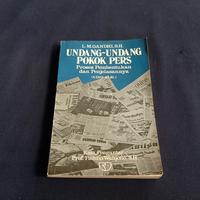 L.M. GANDHI, S.H.
UNDANG-UNDANG
POKOK PERS
Proses Pembentukan
dan Penjelasannya
Kata Pengantar
Prof. Padmo Wahjono, S.H.